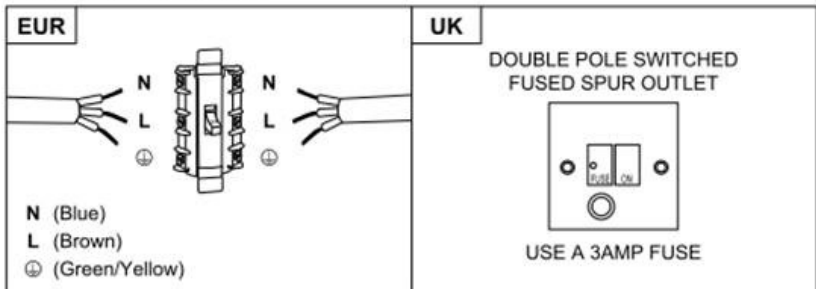 EUR
N
N
L
L
⏚
⏚
N (Blue)
L (Brown)
⏚ (Green/Yellow)
UK
DOUBLE POLE SWITCHED
FUSED SPUR OUTLET
FUSE
ON
USE A 3AMP FUSE